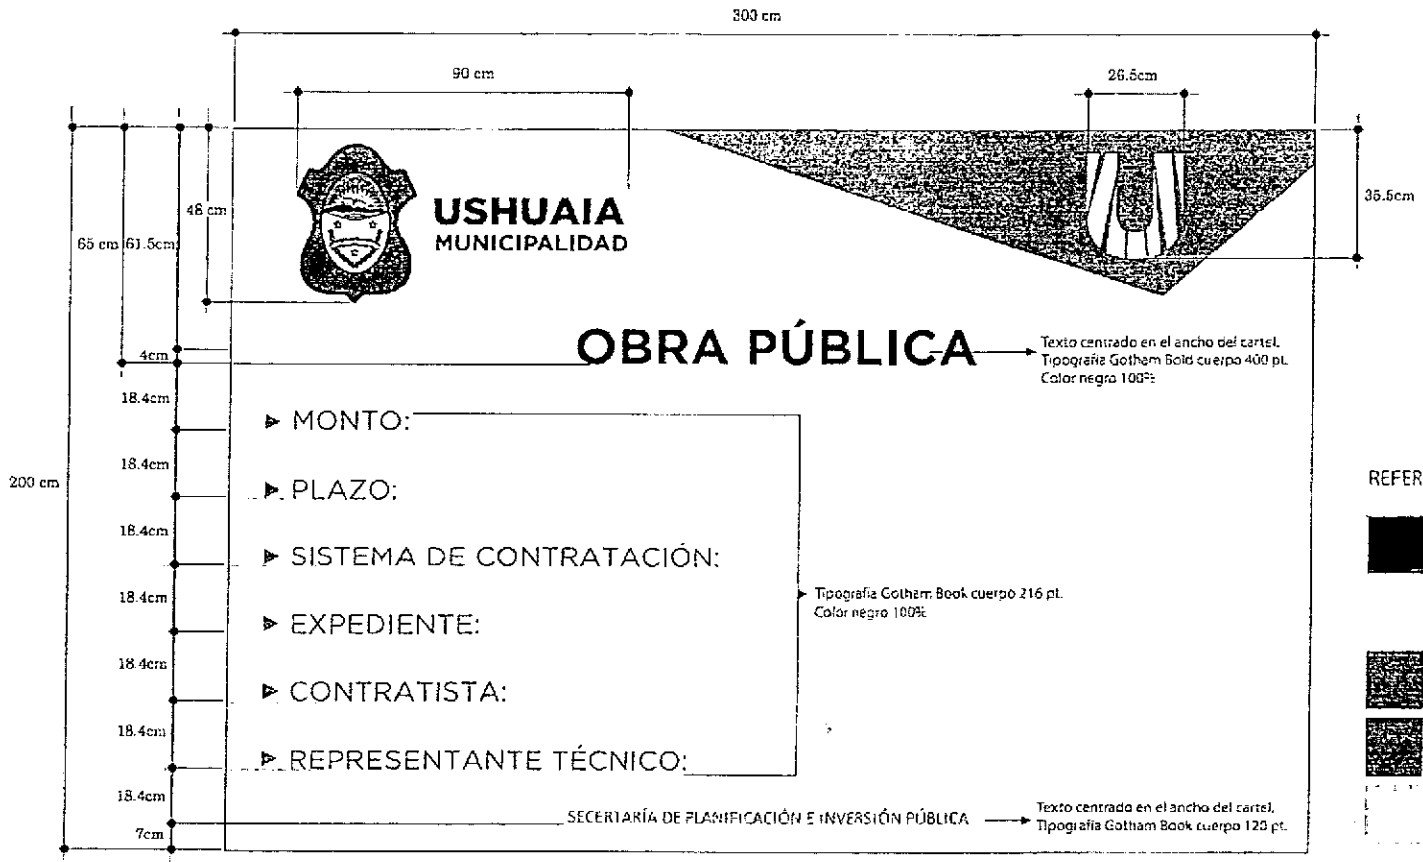 300 cm
90 cm
26.5cm
48 cm
65 cm
61.5cm
35.5cm
USHUAIA
MUNICIPALIDAD
4cm
OBRA PÚBLICA
Texto centrado en el ancho del cartel.
Tipografía Gotham Bold cuerpo 400 pt.
Color negro 100%
18.4cm
MONTO:
18.4cm
200 cm
PLAZO:
REFER
18.4cm
SISTEMA DE CONTRATACIÓN:
18.4cm
Tipografía Gotham Book cuerpo 216 pt.
Color negro 100%
EXPEDIENTE:
18.4cm
CONTRATISTA:
18.4cm
REPRESENTANTE TÉCNICO:
18.4cm
SECERTARÍA DE PLANIFICACIÓN E INVERSIÓN PÚBLICA
Texto centrado en el ancho del cartel.
Tipografía Gotham Book cuerpo 120 pt.
7cm